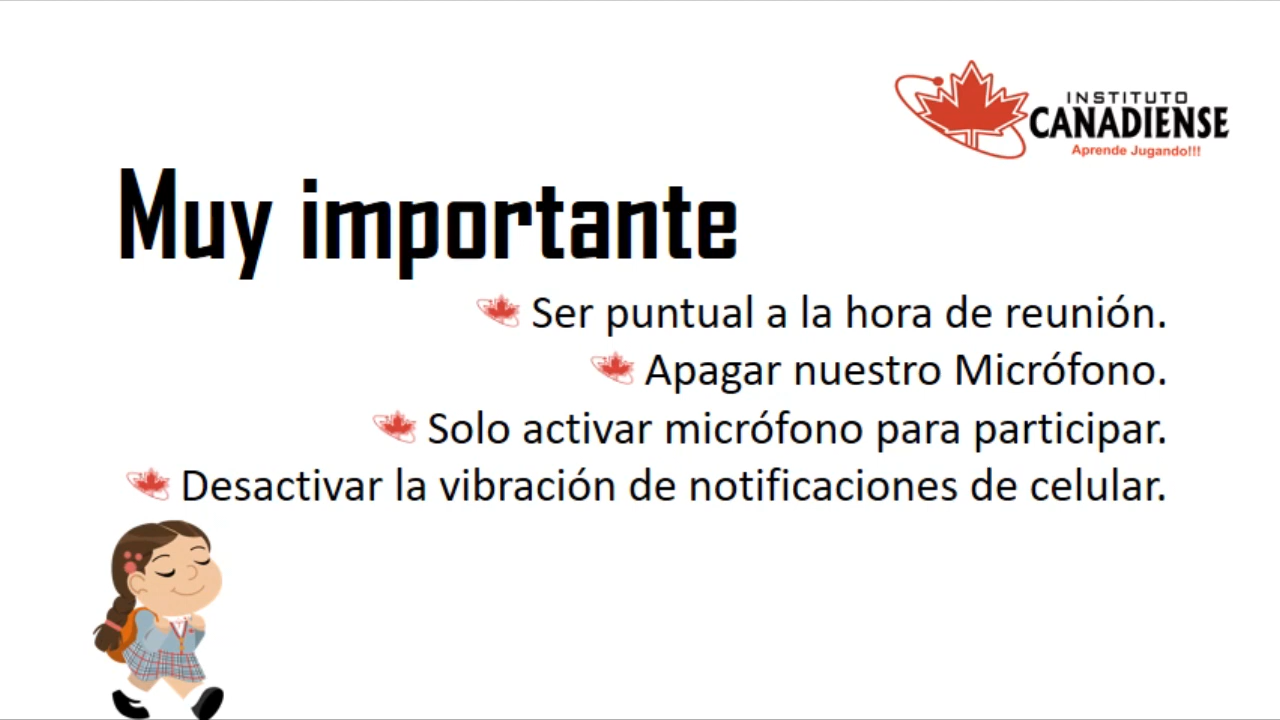 INSTITUTO
CANADIENSE
Aprende Jugando!!!
Muy importante
Ser puntual a la hora de reunión.
Apagar nuestro Micrófono.
Solo activar micrófono para participar.
Desactivar la vibración de notificaciones de celular.